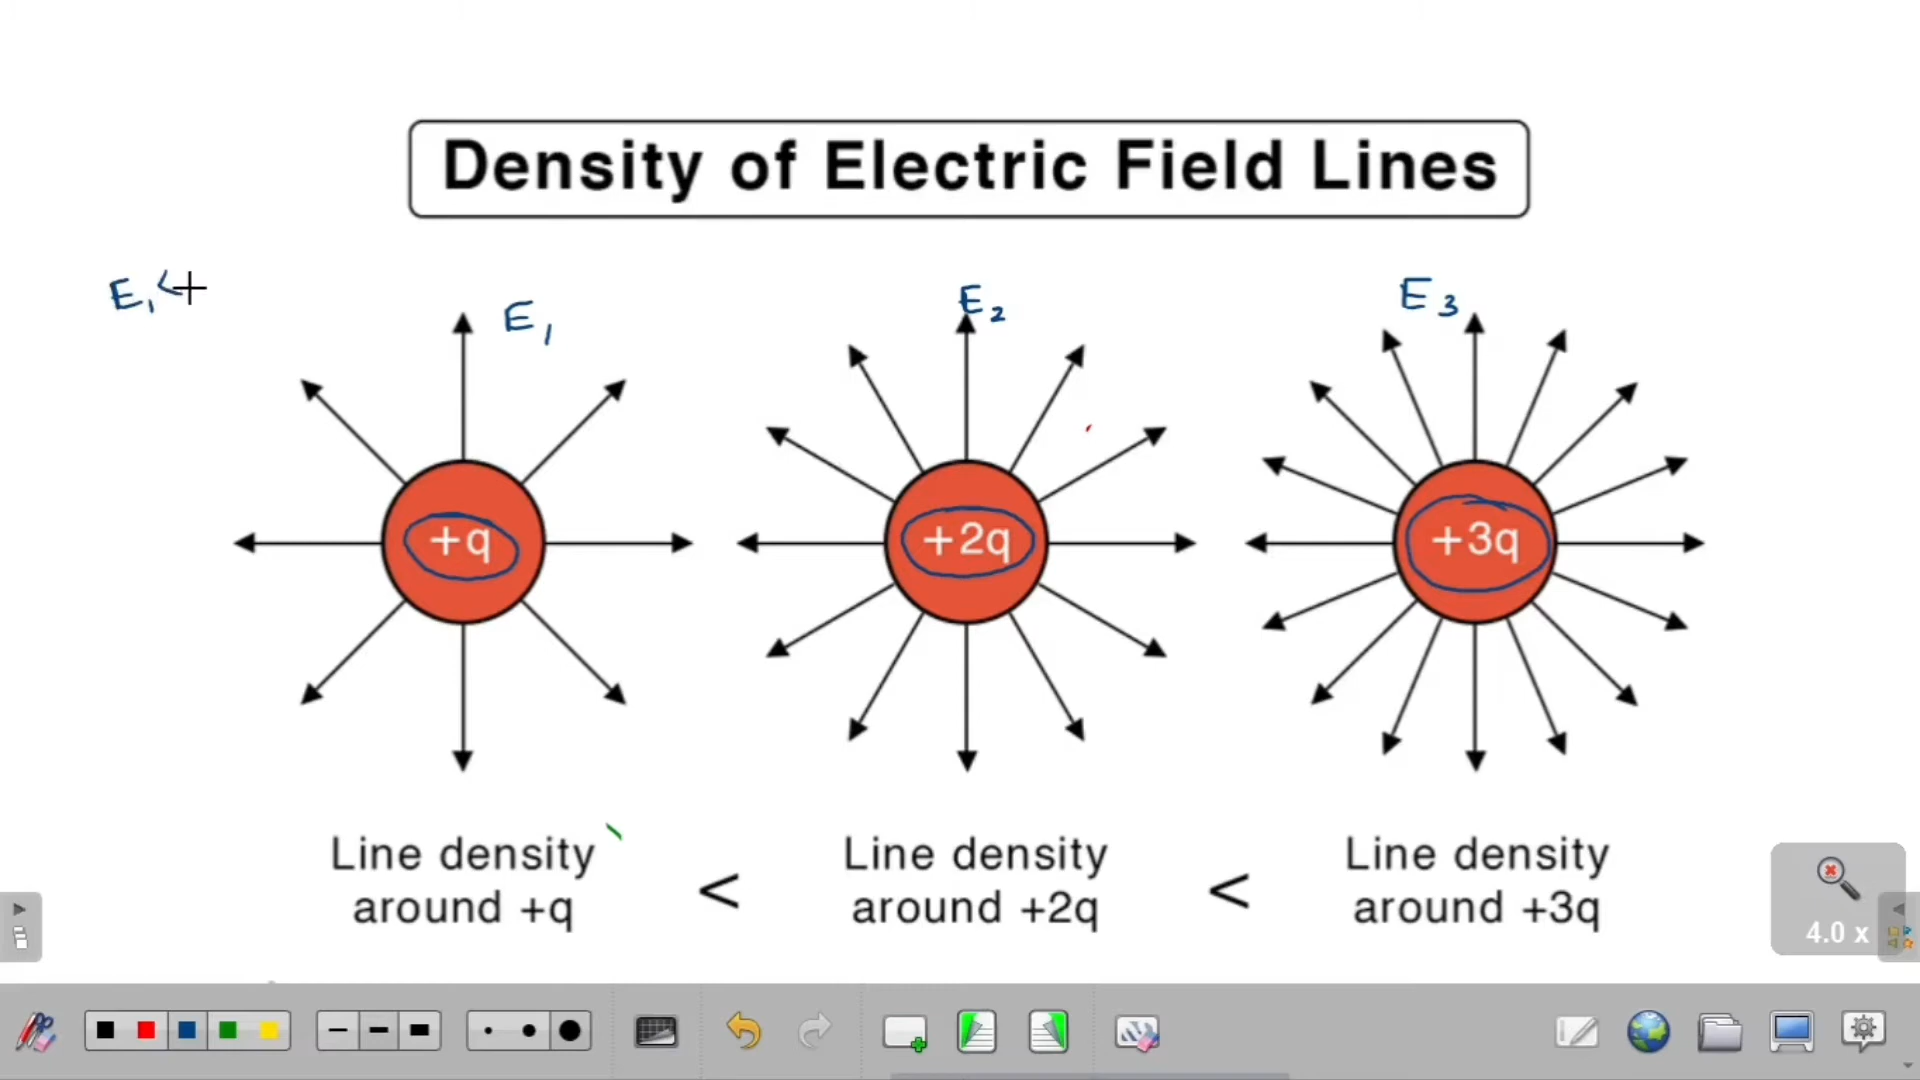 Density of Electric Field Lines
E1 <
E1
E2
E3
+q
+2q
+3q
Line density
around +q
<
Line density
around +2q
<
Line density
around +3q
4.0 x